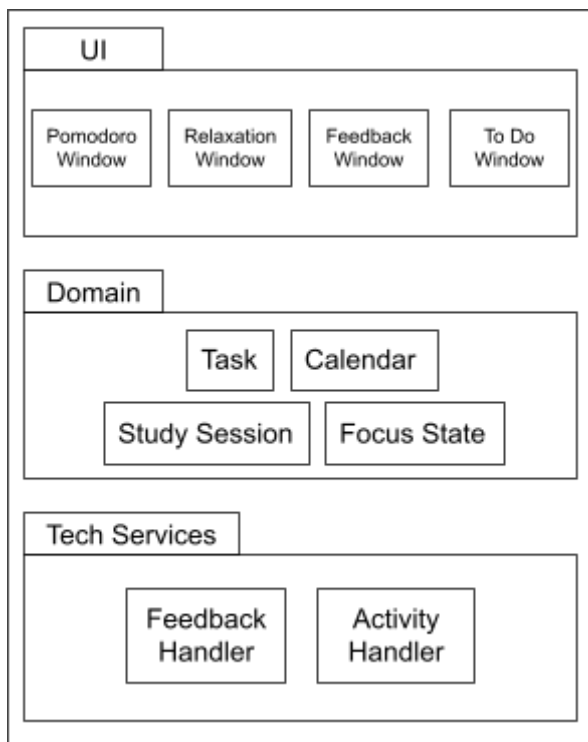 UI
Pomodoro
Window
Relaxation
Window
Feedback
Window
To Do
Window
Domain
Task
Calendar
Study Session
Focus State
Tech Services
Feedback
Handler
Activity
Handler